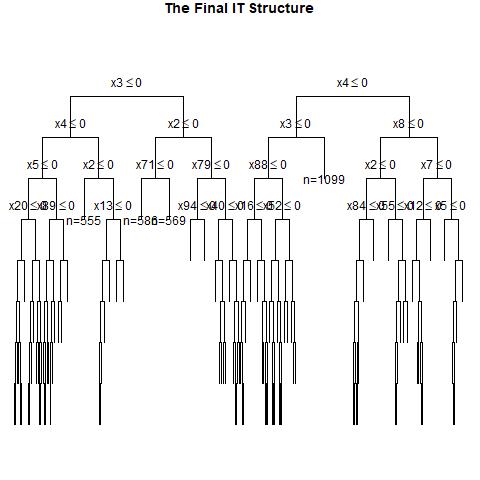 The Final IT Structure
x3 ≤ 0 x4 ≤ 0
x4 ≤ 0 x2 ≤ 0 x3 ≤ 0 x8 ≤ 0
x5 ≤ 0 x2 ≤ 0 x71 ≤ 0 x79 ≤ 0 x88 ≤ 0 x2 ≤ 0 x7 ≤ 0
n=1099
x20 ≤ 0 x89 ≤ 0 x13 ≤ 0 x94 ≤ 0 x40 ≤ 0 x16 ≤ 0 x52 ≤ 0 x84 ≤ 0 x55 ≤ 0 x12 ≤ 0 x5 ≤ 0
n=555 n=586 n=569